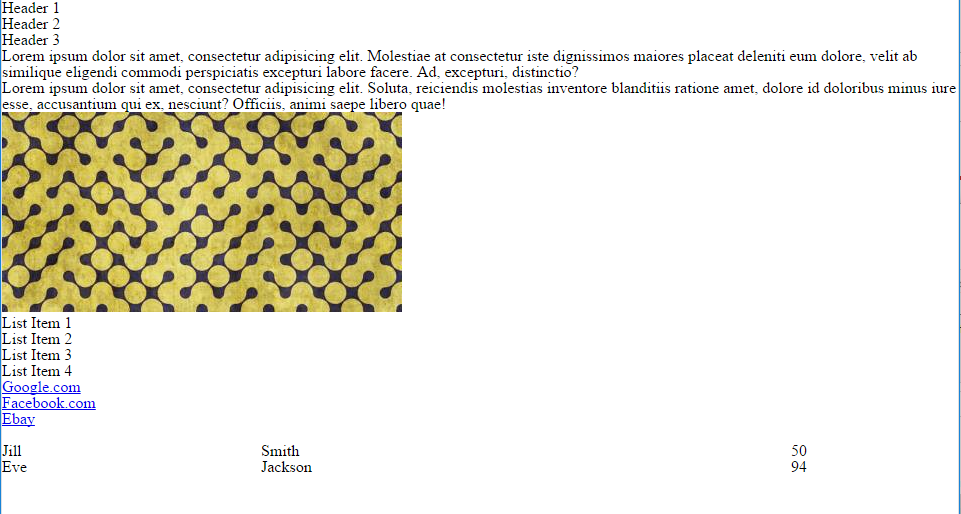 Header 1
Header 2
Header 3
Lorem ipsum dolor sit amet, consectetur adipisicing elit. Molestiae at consectetur iste dignissimos maiores placeat deleniti eum dolore, velit ab
similique eligendi commodi perspiciatis excepturi labore facere. Ad, excepturi, distinctio?
Lorem ipsum dolor sit amet, consectetur adipisicing elit. Soluta, reiciendis molestias inventore blanditiis ratione amet, dolore id doloribus minus iure
esse, accusantium qui ex, nesciunt? Officiis, animi saepe libero quae!
List Item 1
List Item 2
List Item 3
List Item 4
Google.com
Facebook.com
Ebay
Jill Smith 50
Eve Jackson 94